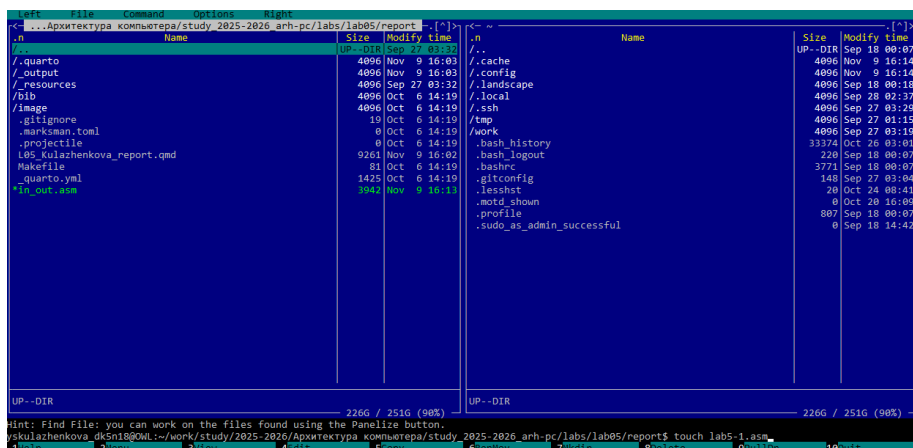 Left File Command Options Right
<- ...Архитектура компьютера/study_2025-2026_arh-pc/labs/lab05/report -.[^]> <- ~ .[^]>
.n Name Size Modify time .n Name Size Modify time
/.. UP--DIR Sep 27 03:32 /.. UP--DIR Sep 18 00:07
/.quarto 4096 Nov 9 16:03 /.cache 4096 Nov 9 16:14
/_output 4096 Nov 9 16:03 /.config 4096 Nov 9 16:14
/_resources 4096 Sep 27 03:32 /.landscape 4096 Sep 18 00:18
/bib 4096 Oct 6 14:19 /.local 4096 Sep 28 02:37
/image 4096 Oct 6 14:19 /.ssh 4096 Sep 27 03:29
.gitignore 19 Oct 6 14:19 /tmp 4096 Sep 27 01:15
.marksman.toml 0 Oct 6 14:19 /work 4096 Sep 27 03:19
.projectile 0 Oct 6 14:19 .bash_history 33374 Oct 26 03:01
L05_Kulazhenkova_report.qmd 9261 Nov 9 16:02 .bash_logout 220 Sep 18 00:07
Makefile 81 Oct 6 14:19 .bashrc 3771 Sep 18 00:07
_quarto.yml 1425 Oct 6 14:19 .gitconfig 148 Sep 27 03:04
*in_out.asm 3942 Nov 9 16:13 .lesshst 20 Oct 24 08:41
.motd_shown 0 Oct 20 16:09
.profile 807 Sep 18 00:07
.sudo_as_admin_successful 0 Sep 18 14:42
UP--DIR UP--DIR
226G / 251G (90%) 226G / 251G (90%)
Hint: Find File: you can work on the files found using the Panelize button.
yskulazhenkova_dk5n18@OWL:~/work/study/2025-2026/Архитектура компьютера/study_2025-2026_arh-pc/labs/lab05/report$ touch lab5-1.asm
1Help 2Menu 3View 4Edit 5Copy 6RenMov 7Mkdir 8Delete 9PullDn 10Quit